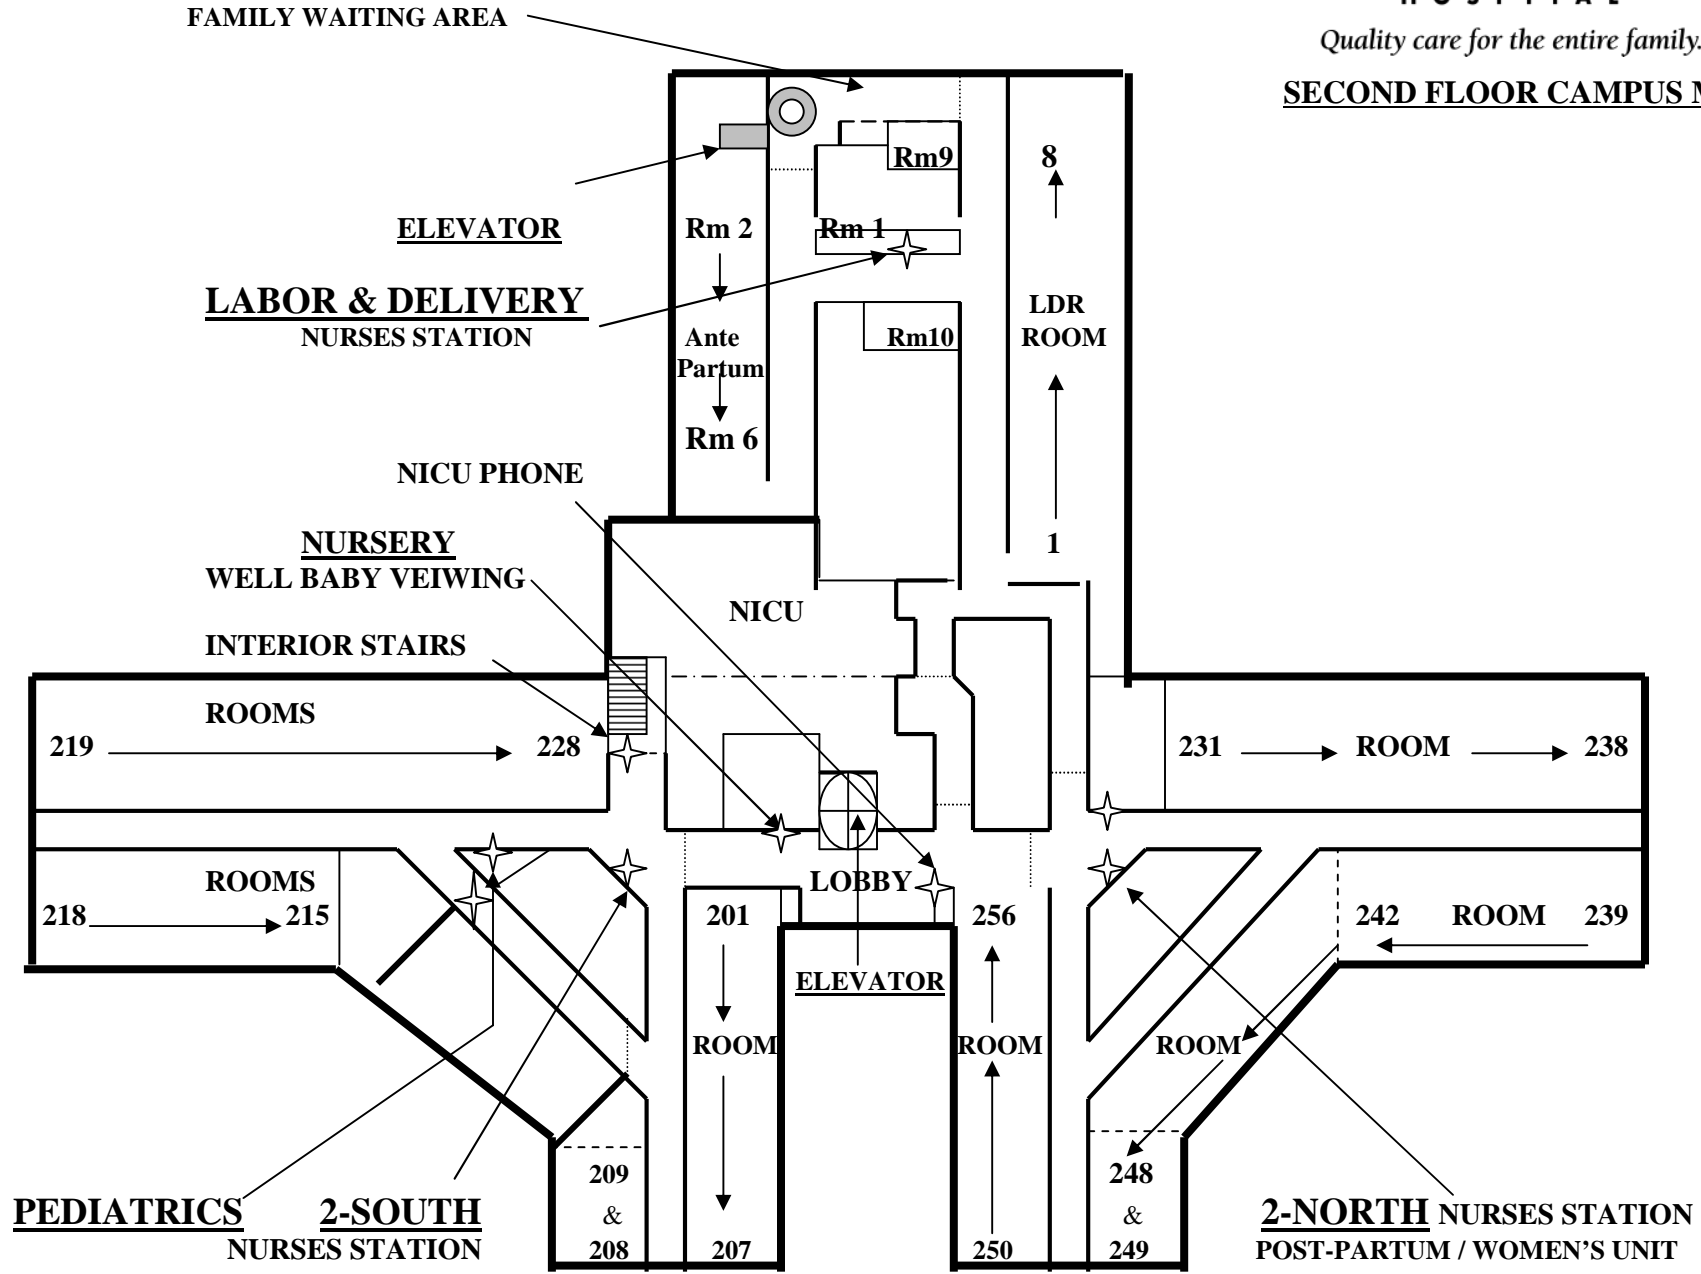 FAMILY WAITING AREA
Quality care for the entire family.
SECOND FLOOR CAMPUS
Rm9
8
ELEVATOR
Rm 2
Rm 1
LABOR & DELIVERY
NURSES STATION
LDR
ROOM
Ante
Partum
Rm10
Rm 6
NICU PHONE
NURSERY
WELL BABY VEIWING
1
NICU
INTERIOR STAIRS
ROOMS
219
228
231
ROOM
238
ROOMS
218
215
LOBBY
201
256
242
ROOM
239
ELEVATOR
ROOM
ROOM
ROOM
209
&
208
207
250
248
&
249
PEDIATRICS
2-SOUTH
NURSES STATION
2-NORTH NURSES STATION
POST-PARTUM / WOMEN'S UNIT